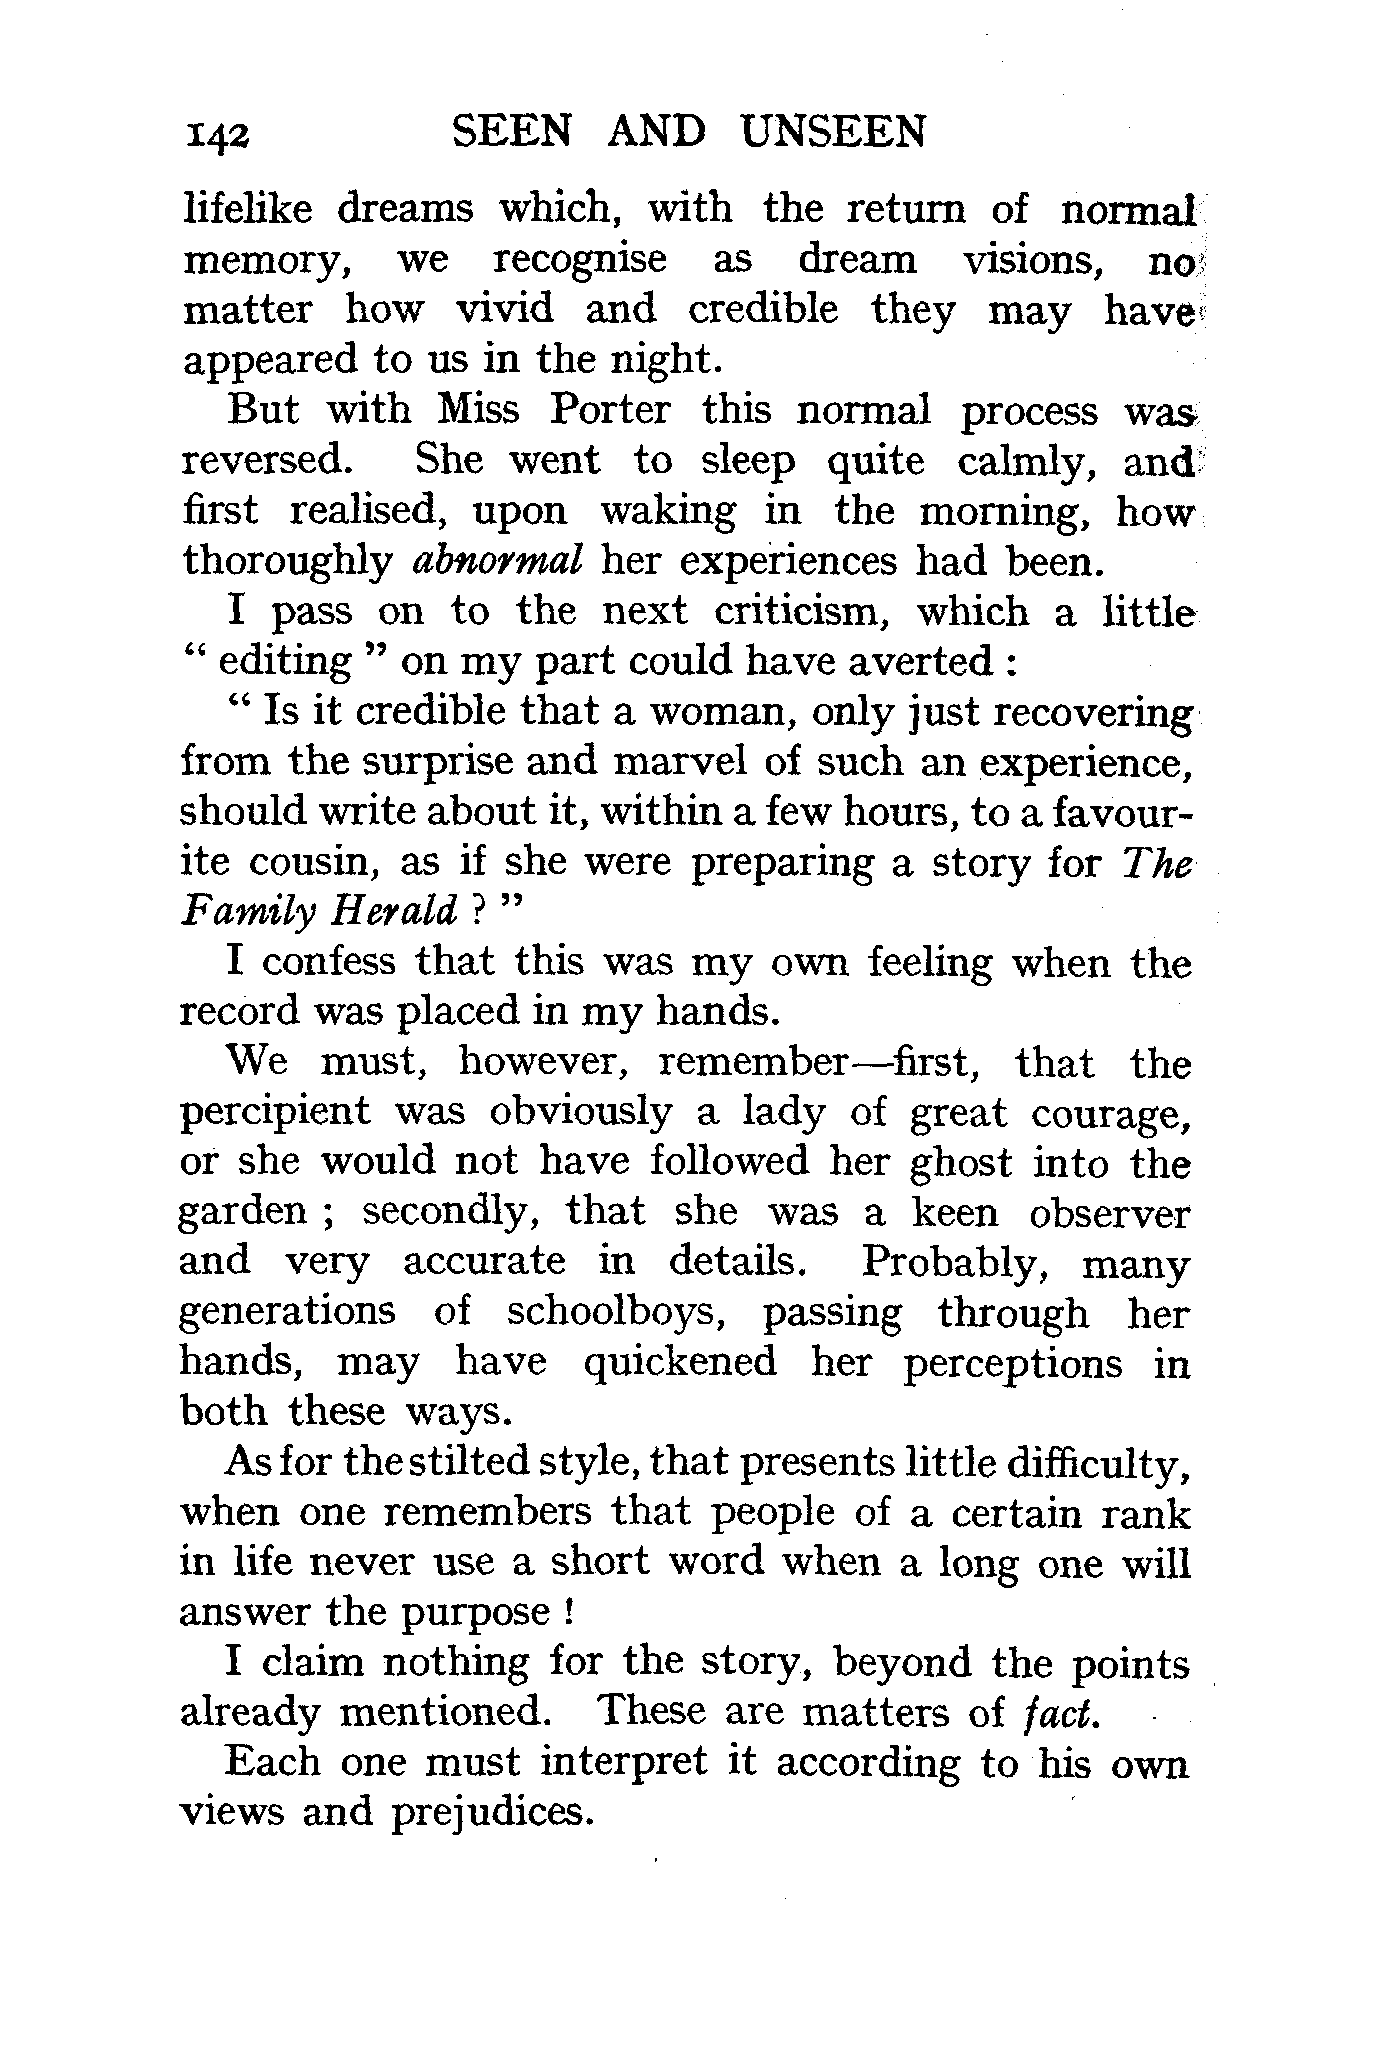 142 SEEN AND UNSEEN
lifelike dreams which, with the return of normal
memory, we recognise as dream visions, no
matter how vivid and credible they may have
appeared to us in the night.
But with Miss Porter this normal process was
reversed. She went to sleep quite calmly, and
first realised, upon waking in the morning, how
thoroughly abnormal her experiences had been.
I pass on to the next criticism, which a little
“ editing ” on my part could have averted :
“ Is it credible that a woman, only just recovering
from the surprise and marvel of such an experience,
should write about it, within a few hours, to a favour-
ite cousin, as if she were preparing a story for The
Family Herald ? ”
I confess that this was my own feeling when the
record was placed in my hands.
We must, however, remember—first, that the
percipient was obviously a lady of great courage,
or she would not have followed her ghost into the
garden ; secondly, that she was a keen observer
and very accurate in details. Probably, many
generations of schoolboys, passing through her
hands, may have quickened her perceptions in
both these ways.
As for the stilted style, that presents little difficulty,
when one remembers that people of a certain rank
in life never use a short word when a long one will
answer the purpose !
I claim nothing for the story, beyond the points
already mentioned. These are matters of fact.
Each one must interpret it according to his own
views and prejudices.